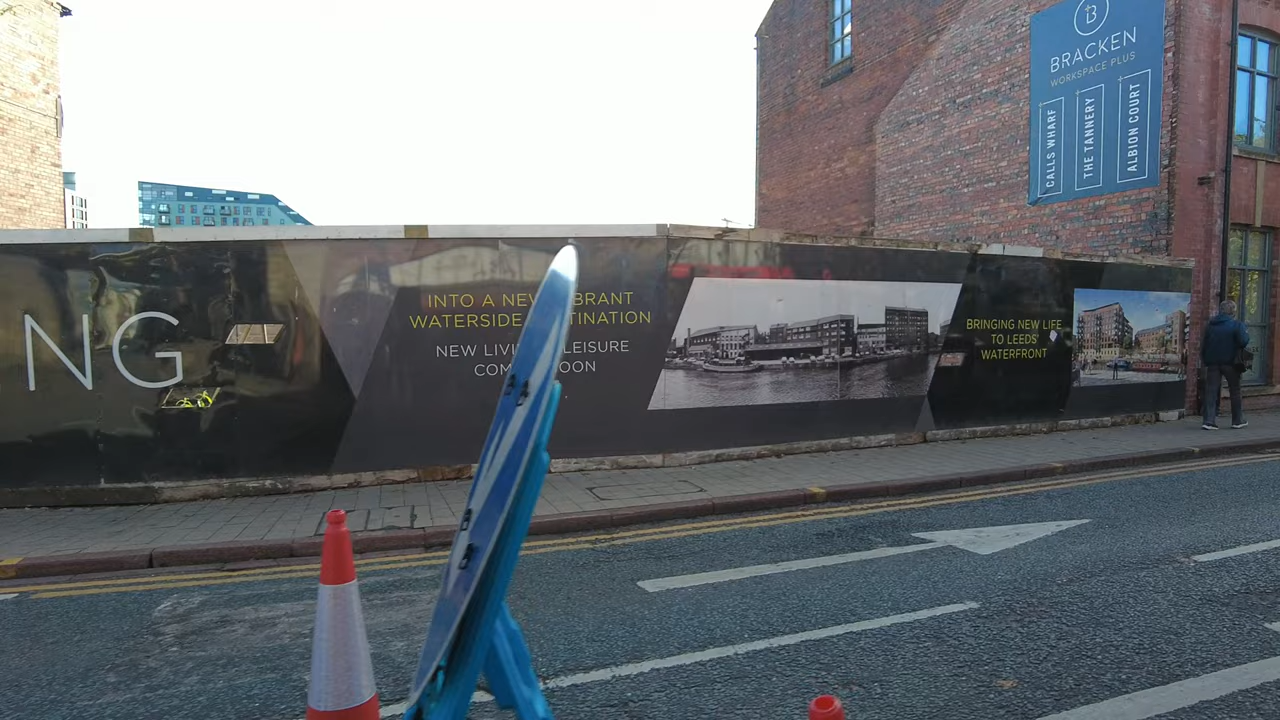 NG
INTO A NEW BRANT
WATERSIDE TINATION
NEW LIVI LEISURE
COM OON
BRINGING NEW LIFE
TO LEEDS'
WATERFRONT
B
BRACKEN
WORKSPACE PLUS
CALLS WHARF
THE TANNERY
ALBION COURT